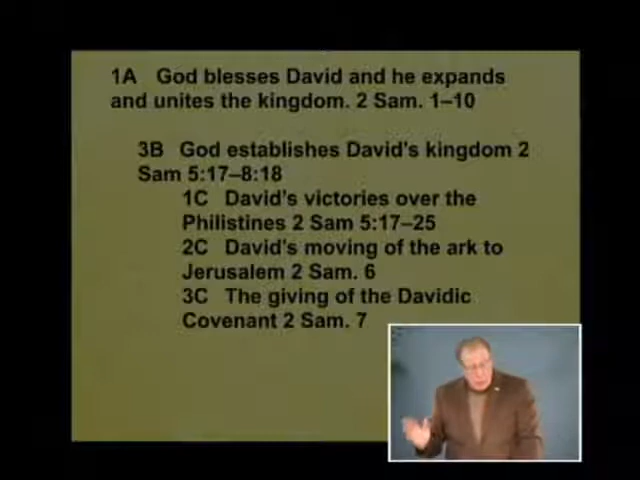 1A God blesses David and he expands
and unites the kingdom. 2 Sam. 1–10
3B God establishes David's kingdom 2
Sam 5:17–8:18
1C David's victories over the
Philistines 2 Sam 5:17–25
2C David's moving of the ark to
Jerusalem 2 Sam. 6
3C The giving of the Davidic
Covenant 2 Sam. 7